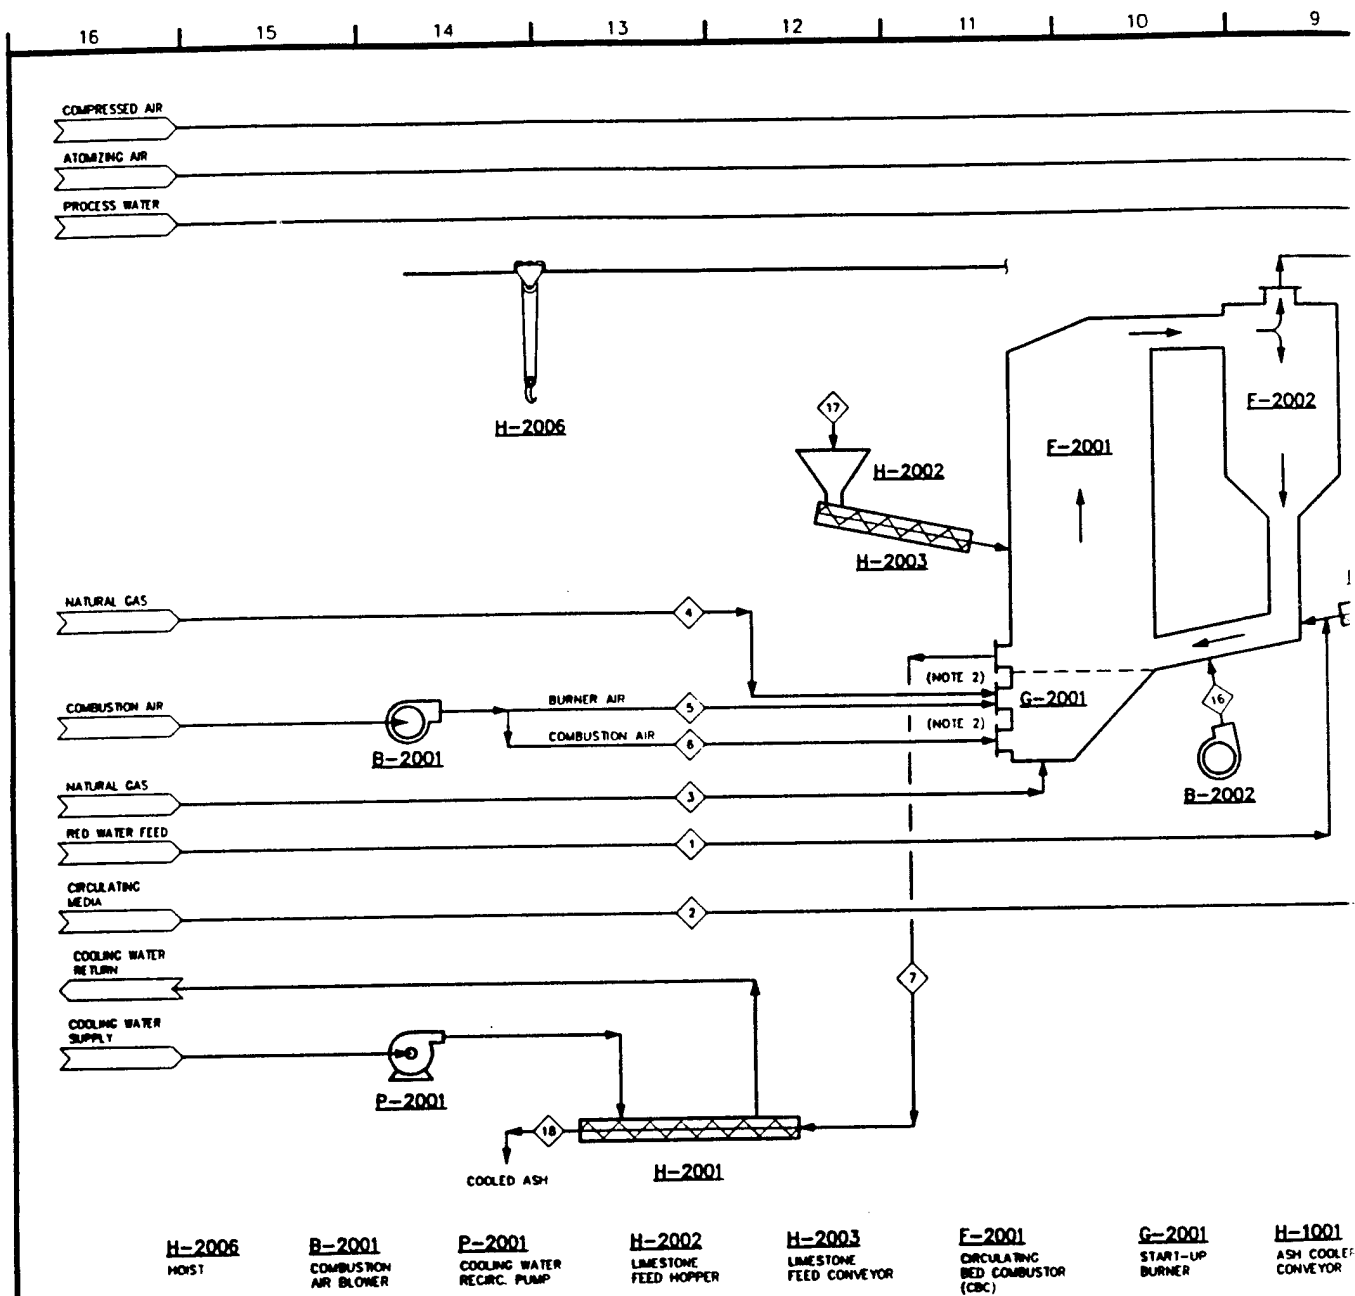 16 15 14 13 12 11 10 9
COMPRESSED AIR
ATOMIZING AIR
PROCESS WATER
H-2006
17
H-2002
H-2003
F-2001
F-2002
NATURAL GAS
4
(NOTE 2)
G-2001
COMBUSTION AIR
B-2001
BURNER AIR
5
(NOTE 2)
COMBUSTION AIR
6
16
B-2002
NATURAL GAS
3
RED WATER FEED
1
CIRCULATING
MEDIA
2
COOLING WATER
RETURN
7
COOLING WATER
SUPPLY
P-2001
18
COOLED ASH
H-2001
H-2006
HOIST
B-2001
COMBUSTION
AIR BLOWER
P-2001
COOLING WATER
RECIRC. PUMP
H-2002
LIMESTONE
FEED HOPPER
H-2003
LIMESTONE
FEED CONVEYOR
F-2001
CIRCULATING
BED COMBUSTOR
(CBC)
G-2001
START-UP
BURNER
H-1001
ASH COOLER
CONVEYOR